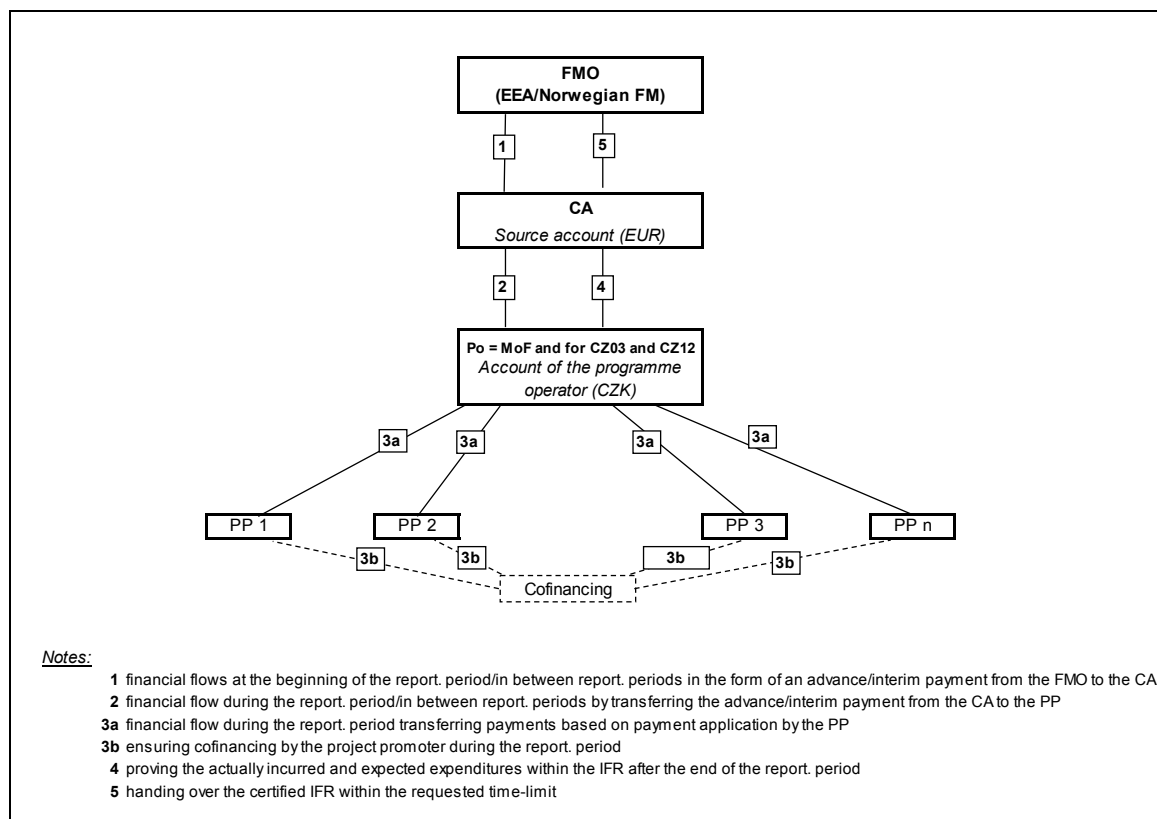 FMO
(EEA/Norwegian FM)
1 5
CA
Source account (EUR)
2 4
Po = MoF and for CZ03 and CZ12
Account of the programme
operator (CZK)
3a 3a 3a 3a
PP 1 PP 2 PP 3 PP n
3b 3b 3b 3b
Cofinancing
Notes:
1 financial flows at the beginning of the report. period/in between report. periods in the form of an advance/interim payment from the FMO to the CA
2 financial flow during the report. period/in between report. periods by transferring the advance/interim payment from the CA to the PP
3a financial flow during the report. period transferring payments based on payment application by the PP
3b ensuring cofinancing by the project promoter during the report. period
4 proving the actually incurred and expected expenditures within the IFR after the end of the report. period
5 handing over the certified IFR within the requested time-limit